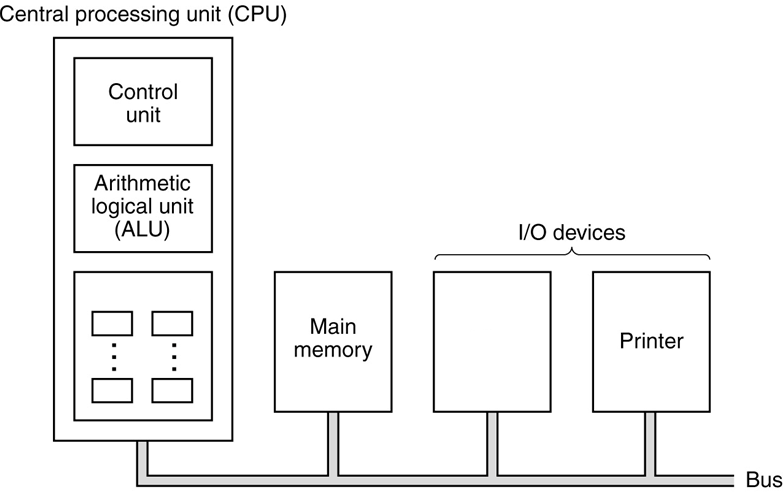 Central processing unit (CPU)
Control
unit
Arithmetic
logical unit
(ALU)
I/O devices
Main
memory
Printer
Bus